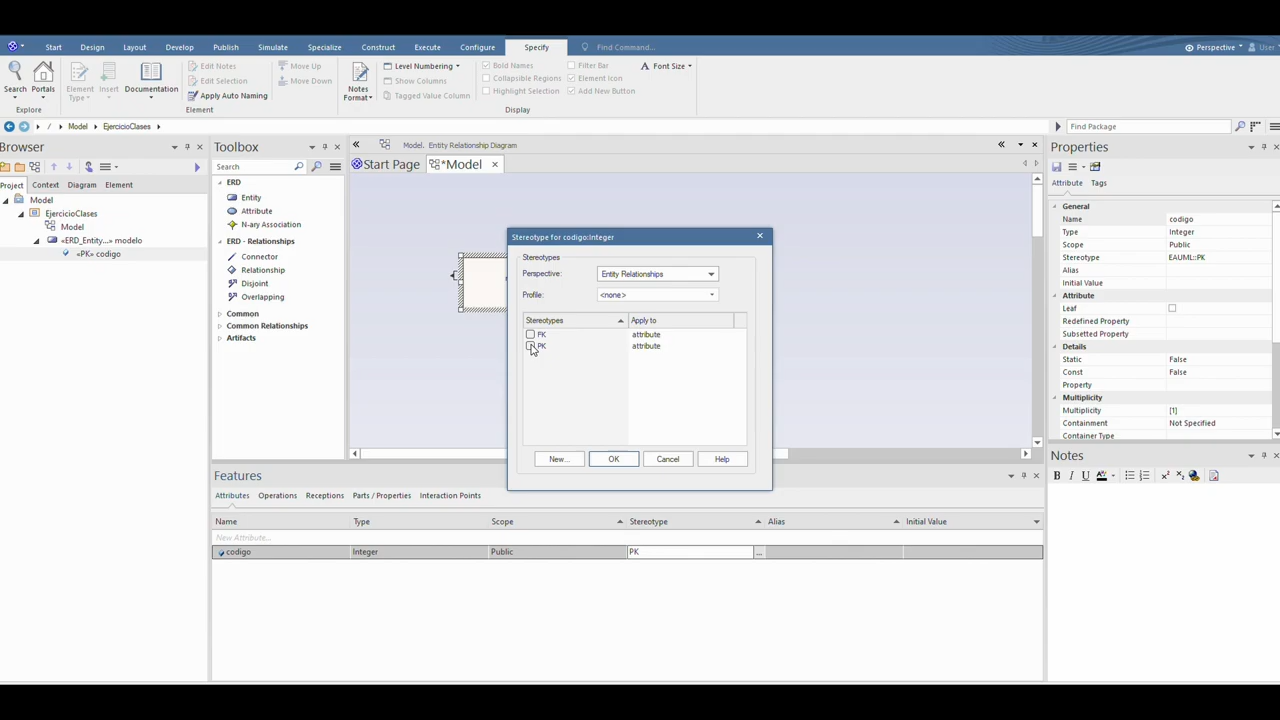 Start Design Layout Develop Publish Simulate Specialize Construct Execute Configure Specify Find Command... Perspective User
Search Portals Element Type Insert Documentation
Edit Notes Move Up
Edit Selection Move Down
Apply Auto Naming
Notes Format
Level Numbering
Show Columns
Tagged Value Column
Bold Names Filter Bar
Collapsible Regions Element Icon
Highlight Selection Add New Button
Font Size
Explore Element Display
/ Model EjercicioClases
Find Package
Browser
Project Context Diagram Element
Model
EjercicioClases
Model
«ERD_Entity...» modelo
«PK» codigo
Toolbox
Search
ERD
Entity
Attribute
N-ary Association
ERD - Relationships
Connector
Relationship
Disjoint
Overlapping
Common
Common Relationships
Artifacts
Model. Entity Relationship Diagram
Start Page *Model
Stereotype for codigo:Integer
Stereotypes
Perspective: Entity Relationships
Profile: <none>
Stereotypes Apply to
FK attribute
PK attribute
New... OK Cancel Help
Properties
Attribute Tags
General
Name codigo
Type Integer
Scope Public
Stereotype EAUML::PK
Alias
Initial Value
Attribute
Leaf
Redefined Property
Subsetted Property
Details
Static False
Const False
Property
Multiplicity
Multiplicity [1]
Containment Not Specified
Container Type
Notes
B I U A
Features
Attributes Operations Receptions Parts / Properties Interaction Points
Name Type Scope Stereotype Alias Initial Value
New Attribute...
codigo Integer Public PK ...